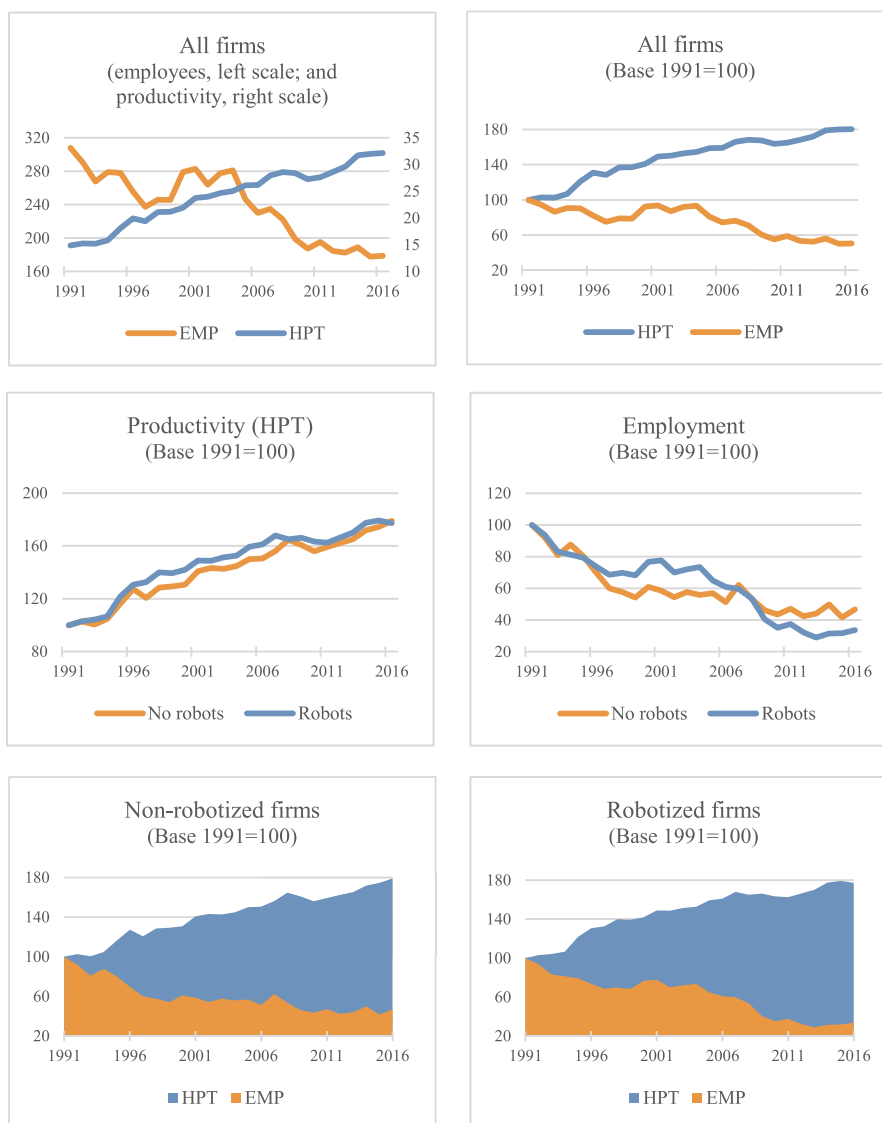 All firms
(employees, left scale; and
productivity, right scale)
320 35
280 30
25
240
20
200
15
160 10
1991 1996 2001 2006 2011 2016
EMP HPT
All firms
(Base 1991=100)
180
140
100
60
20
1991 1996 2001 2006 2011 2016
HPT EMP
Productivity (HPT)
(Base 1991=100)
200
160
120
80
1991 1996 2001 2006 2011 2016
No robots Robots
Employment
(Base 1991=100)
120
100
80
60
40
20
1991 1996 2001 2006 2011 2016
No robots Robots
Non-robotized firms
(Base 1991=100)
180
140
100
60
20
1991 1996 2001 2006 2011 2016
HPT EMP
Robotized firms
(Base 1991=100)
180
140
100
60
20
1991 1996 2001 2006 2011 2016
HPT EMP